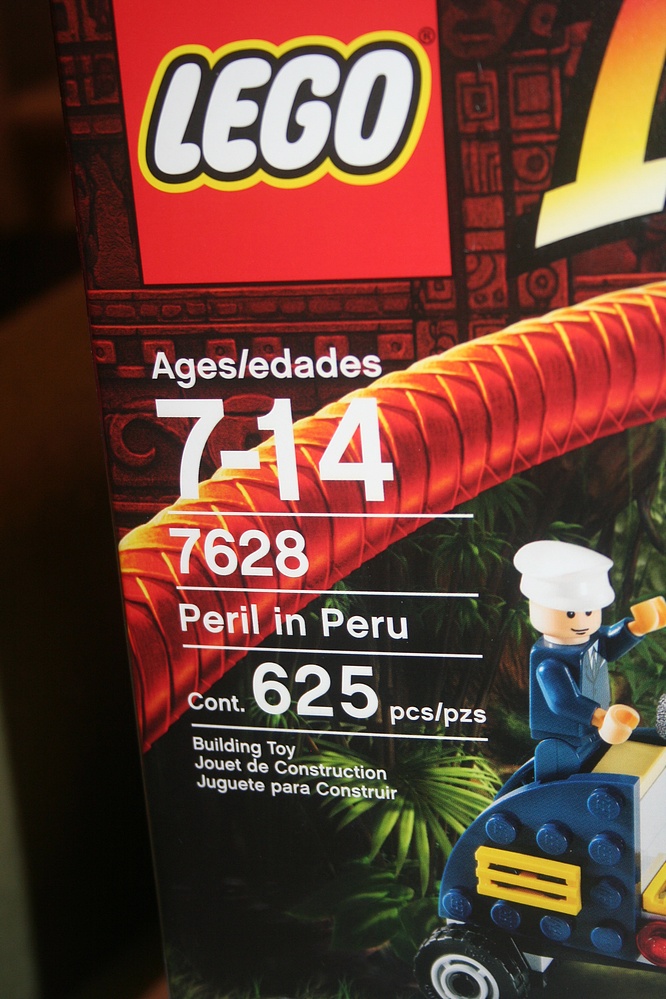 LEGO®
Ages/edades
7-14
7628
Peril in Peru
Cont. 625 pcs/pzs
Building Toy
Jouet de Construction
Juguete para Construir